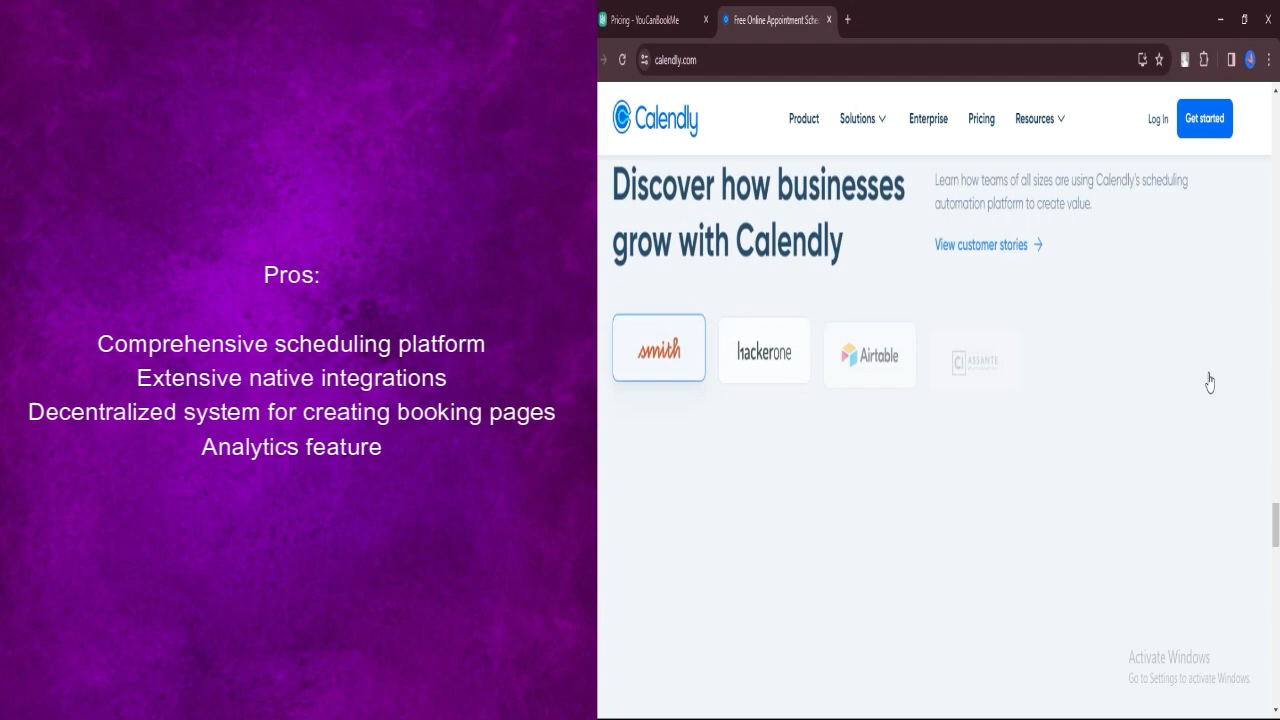 Pros:
Comprehensive scheduling platform
Extensive native integrations
Decentralized system for creating booking pages
Analytics feature
Pricing - YouCanBookMe
Free Online Appointment Sche
calendly.com
Calendly
Product
Solutions
Enterprise
Pricing
Resources
Log In
Get started
Discover how businesses
grow with Calendly
Learn how teams of all sizes are using Calendly's scheduling
automation platform to create value.
View customer stories
smith
hackerone
Airtable
CI ASSANTE
Activate Windows
Go to Settings to activate Windows.